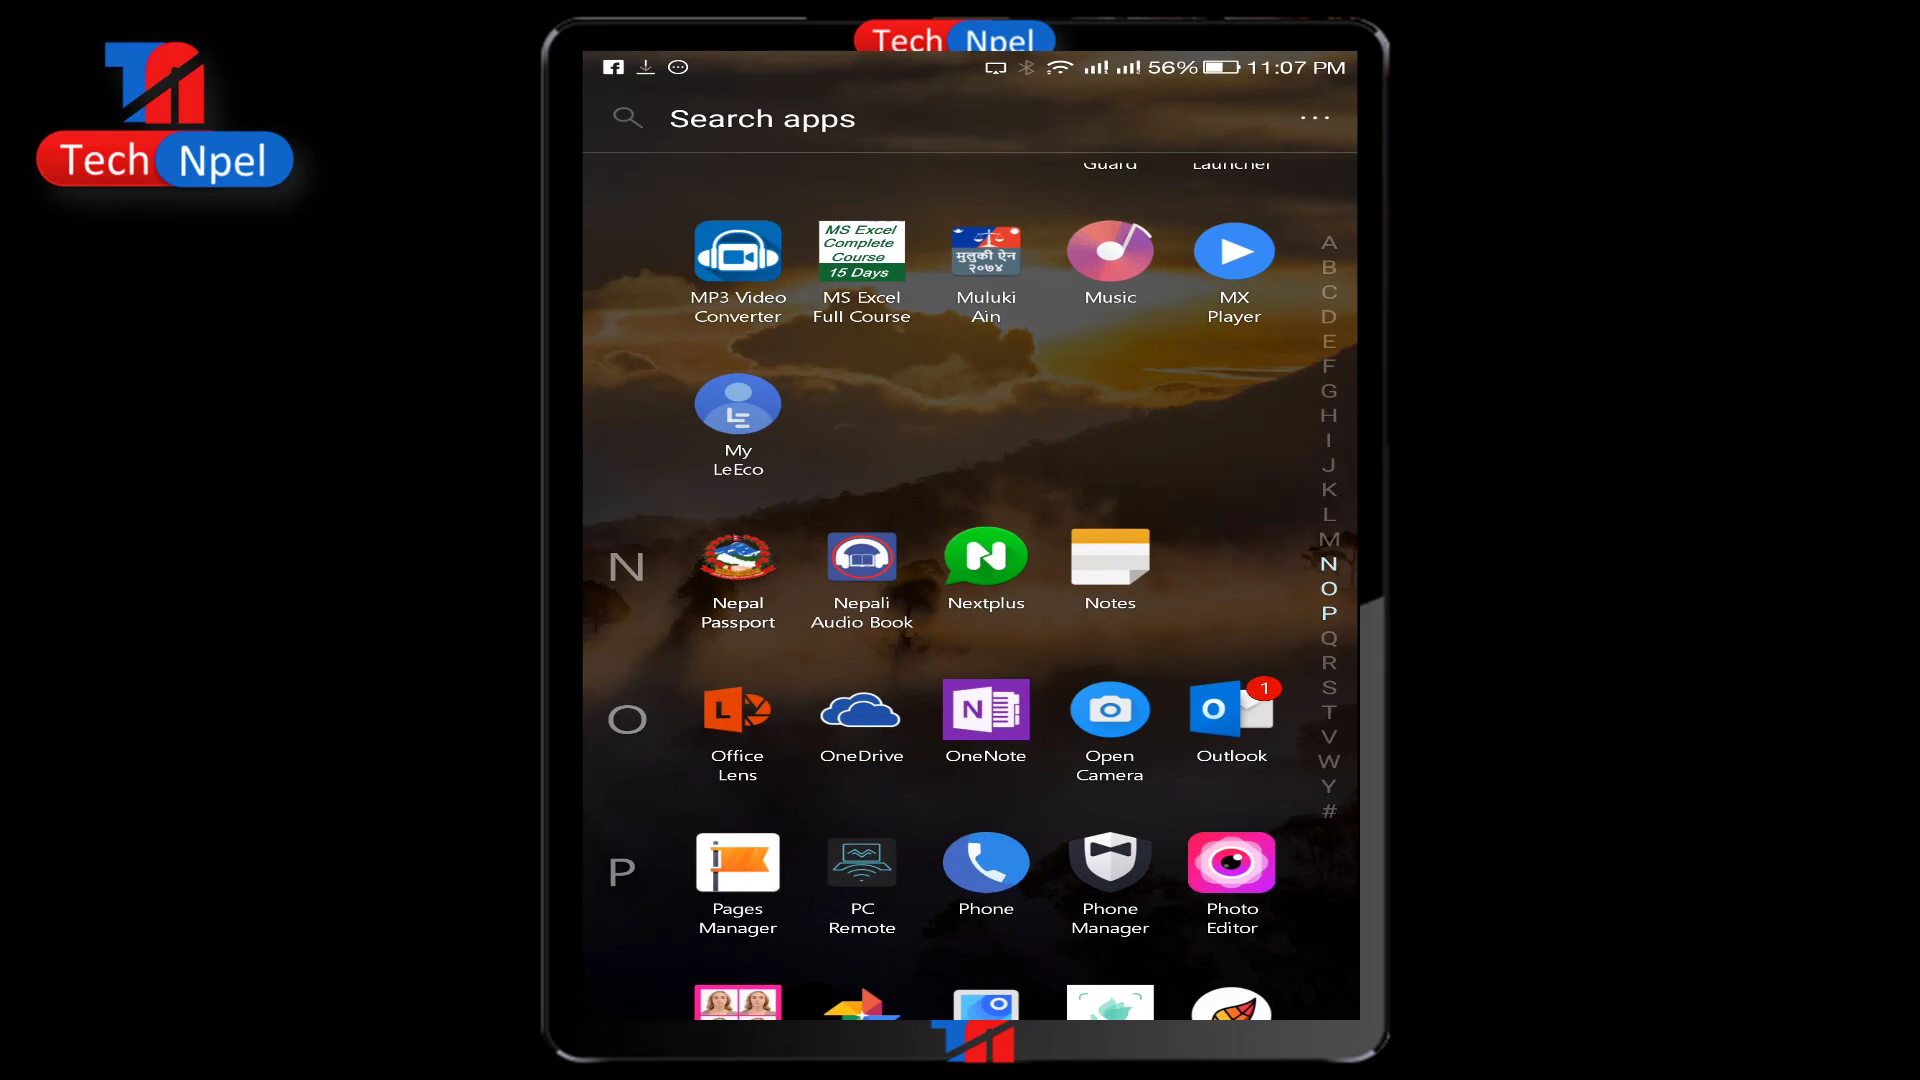 Tech Npel
Tech Npel
56% 11:07 PM
Search apps
Guard Launcher
MS Excel
Complete
Course
15 Days
मुलुकी ऐन
२०७४
MP3 Video
Converter
MS Excel
Full Course
Muluki
Ain
Music
MX
Player
My
LeEco
N
Nepal
Passport
Nepali
Audio Book
Nextplus
Notes
O
1
Office
Lens
OneDrive
OneNote
Open
Camera
Outlook
P
Pages
Manager
PC
Remote
Phone
Phone
Manager
Photo
Editor
A
B
C
D
E
F
G
H
I
J
K
L
M
N
O
P
Q
R
S
T
V
W
Y
#